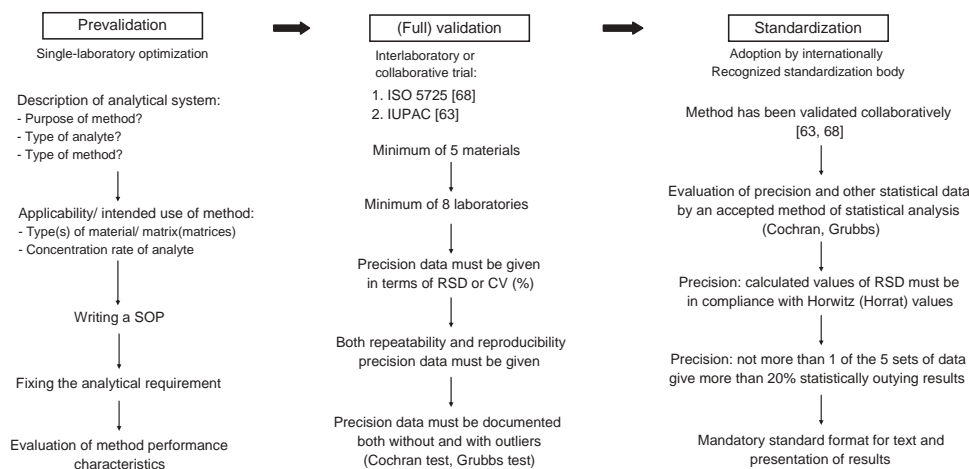 Prevalidation
Single-laboratory optimization
Description of analytical system:
- Purpose of method?
- Type of analyte?
- Type of method?
Applicability/ intended use of method:
- Type(s) of material/ matrix(matrices)
- Concentration rate of analyte
Writing a SOP
Fixing the analytical requirement
Evaluation of method performance
characteristics
(Full) validation
Interlaboratory or
collaborative trial:
1. ISO 5725 [68]
2. IUPAC [63]
Minimum of 5 materials
Minimum of 8 laboratories
Precision data must be given
in terms of RSD or CV (%)
Both repeatability and reproducibility
precision data must be given
Precision data must be documented
both without and with outliers
(Cochran test, Grubbs test)
Standardization
Adoption by internationally
Recognized standardization body
Method has been validated collaboratively
[63, 68]
Evaluation of precision and other statistical data
by an accepted method of statistical analysis
(Cochran, Grubbs)
Precision: calculated values of RSD must be
in compliance with Horwitz (Horrat) values
Precision: not more than 1 of the 5 sets of data
give more than 20% statistically outying results
Mandatory standard format for text and
presentation of results